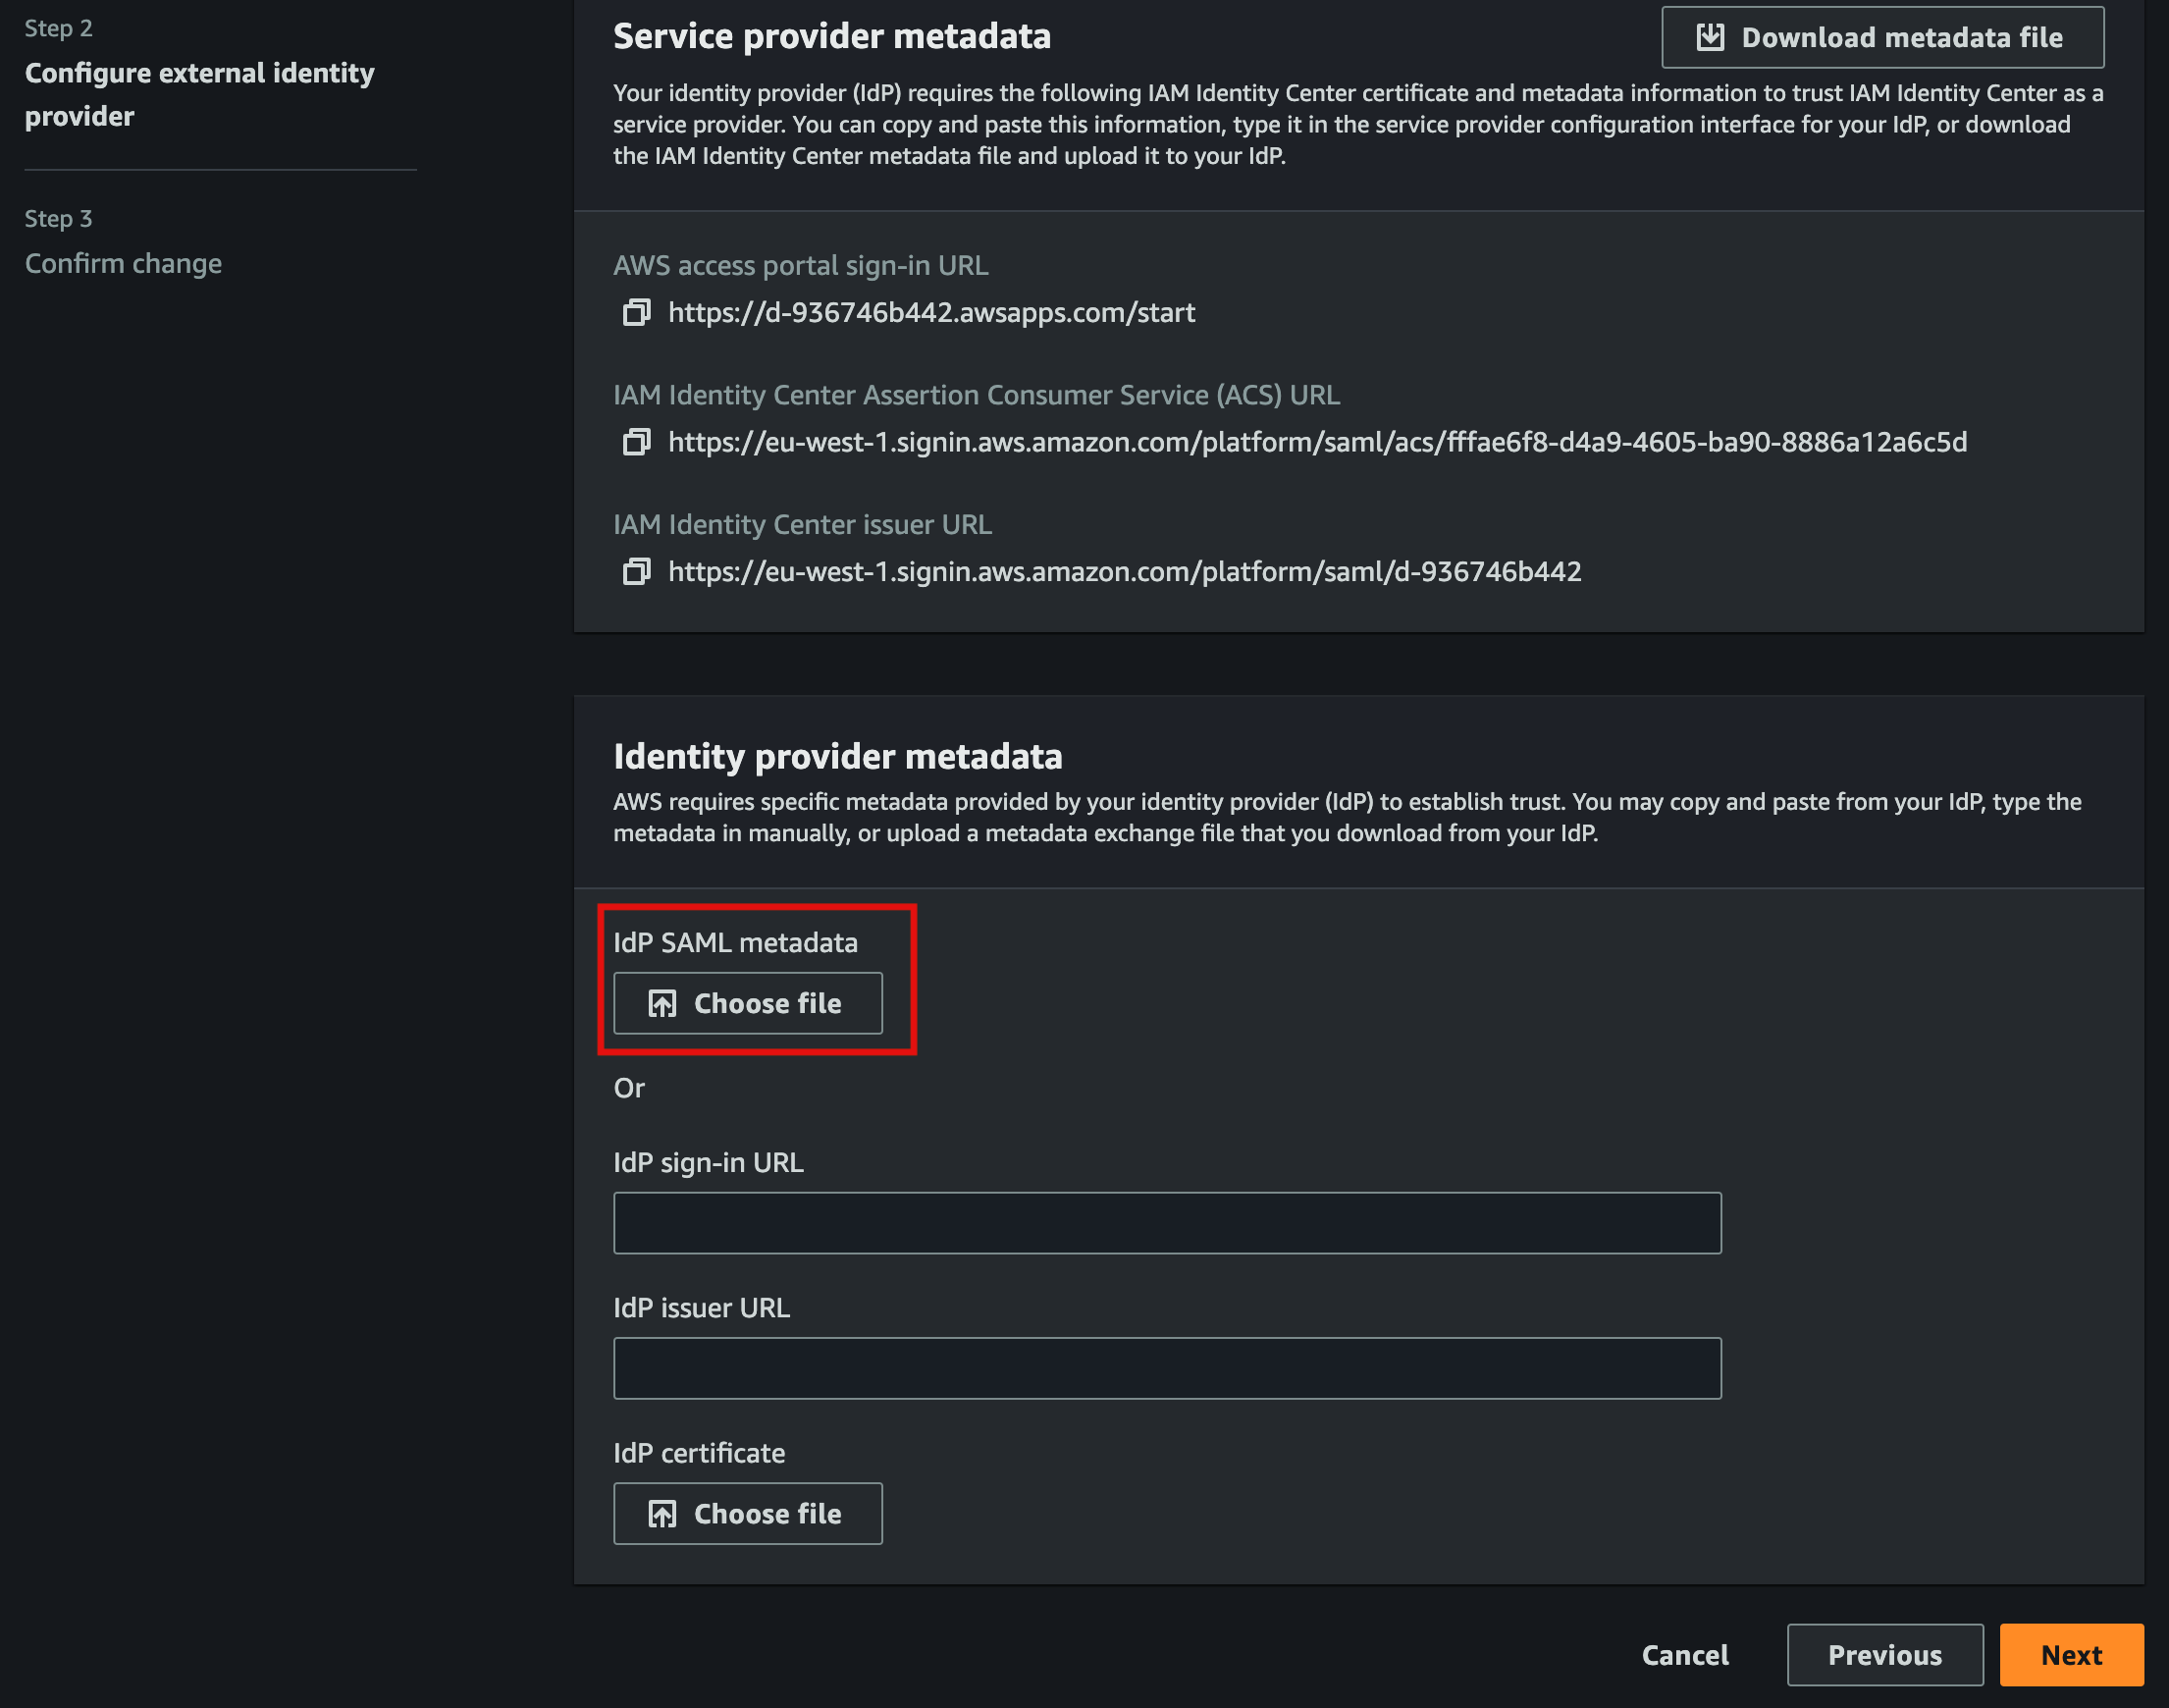 Step 2
Configure external identity
provider
Step 3
Confirm change
Service provider metadata
Download metadata file
Your identity provider (IdP) requires the following IAM Identity Center certificate and metadata information to trust IAM Identity Center as a
service provider. You can copy and paste this information, type it in the service provider configuration interface for your IdP, or download
the IAM Identity Center metadata file and upload it to your IdP.
AWS access portal sign-in URL
https://d-936746b442.awsapps.com/start
IAM Identity Center Assertion Consumer Service (ACS) URL
https://eu-west-1.signin.aws.amazon.com/platform/saml/acs/fffae6f8-d4a9-4605-ba90-8886a12a6c5d
IAM Identity Center issuer URL
https://eu-west-1.signin.aws.amazon.com/platform/saml/d-936746b442
Identity provider metadata
AWS requires specific metadata provided by your identity provider (IdP) to establish trust. You may copy and paste from your IdP, type the
metadata in manually, or upload a metadata exchange file that you download from your IdP.
IdP SAML metadata
Choose file
Or
IdP sign-in URL
IdP issuer URL
IdP certificate
Choose file
Cancel
Previous
Next